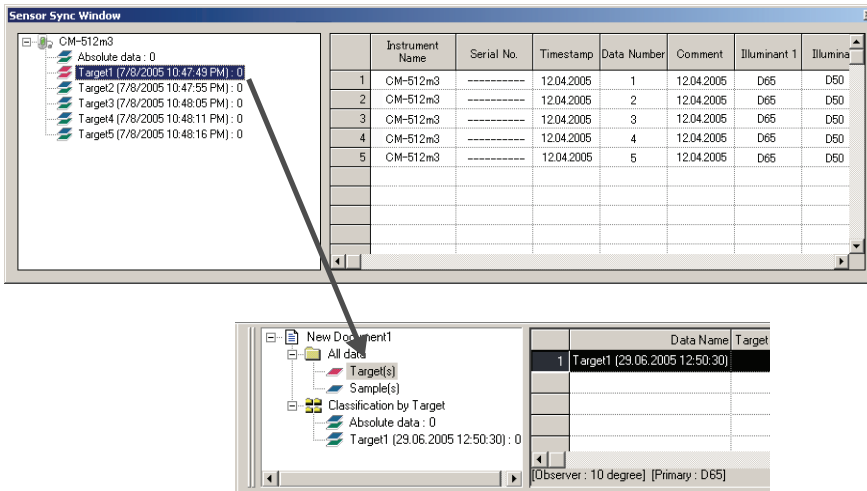 Sensor Sync Window
CM-512m3
Absolute data : 0
Target1 (7/8/2005 10:47:49 PM) : 0
Target2 (7/8/2005 10:47:55 PM) : 0
Target3 (7/8/2005 10:48:05 PM) : 0
Target4 (7/8/2005 10:48:11 PM) : 0
Target5 (7/8/2005 10:48:16 PM) : 0
Instrument Name Serial No. Timestamp Data Number Comment Illuminant 1 Illumina
1 CM-512m3 ---------- 12.04.2005 1 12.04.2005 D65 D50
2 CM-512m3 ---------- 12.04.2005 2 12.04.2005 D65 D50
3 CM-512m3 ---------- 12.04.2005 3 12.04.2005 D65 D50
4 CM-512m3 ---------- 12.04.2005 4 12.04.2005 D65 D50
5 CM-512m3 ---------- 12.04.2005 5 12.04.2005 D65 D50
New Document1
All data
Target(s)
Sample(s)
Classification by Target
Absolute data : 0
Target1 (29.06.2005 12:50:30) : 0
Data Name Target
1 Target1 (29.06.2005 12:50:30)
[Observer : 10 degree] [Primary : D65]